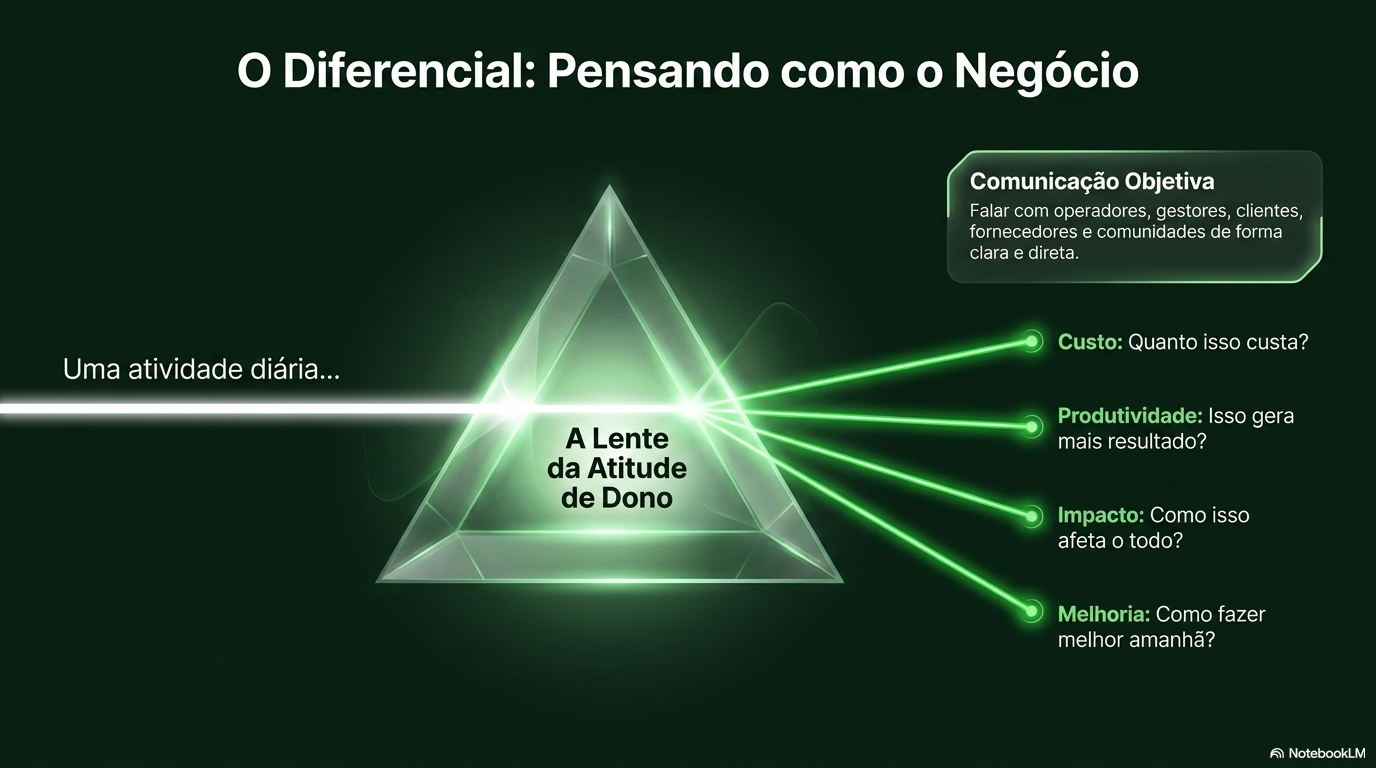 O Diferencial: Pensando como o Negócio
Uma atividade diária...
A Lente
da Atitude
de Dono
Comunicação Objetiva
Falar com operadores, gestores, clientes,
fornecedores e comunidades de forma
clara e direta.
Custo: Quanto isso custa?
Produtividade: Isso gera
mais resultado?
Impacto: Como isso
afeta o todo?
Melhoria: Como fazer
melhor amanhã?
NotebookLM